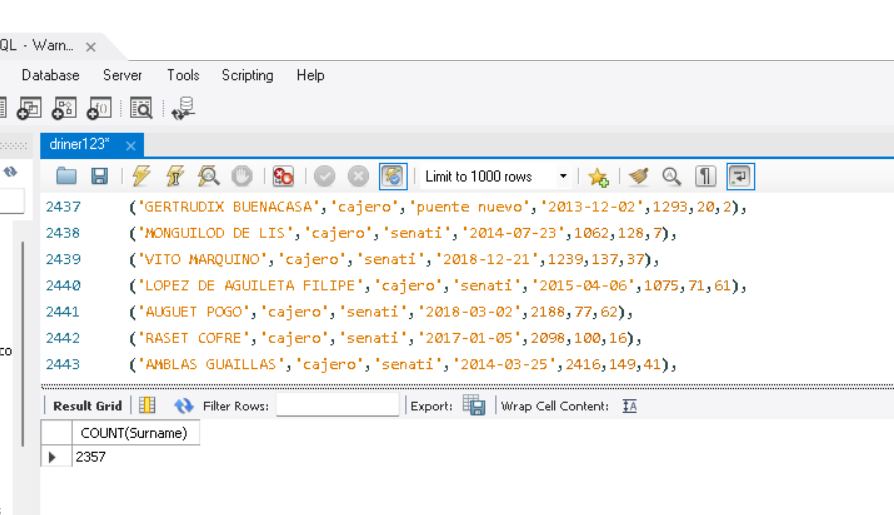 QL - Warn...
Database Server Tools Scripting Help
driner123*
Limit to 1000 rows
2437 ('GERTRUDIX BUENACASA','cajero','puente nuevo','2013-12-02',1293,20,2),
2438 ('MONGUILOD DE LIS','cajero','senati','2014-07-23',1062,128,7),
2439 ('VITO MARQUINO','cajero','senati','2018-12-21',1239,137,37),
2440 ('LOPEZ DE AGUILETA FILIPE','cajero','senati','2015-04-06',1075,71,61),
2441 ('AUGUET POGO','cajero','senati','2018-03-02',2188,77,62),
2442 ('RASET COFRE','cajero','senati','2017-01-05',2098,100,16),
2443 ('AMBLAS GUAILLAS','cajero','senati','2014-03-25',2416,149,41),
co
Result Grid Filter Rows: Export: Wrap Cell Content:
COUNT(Surname)
2357